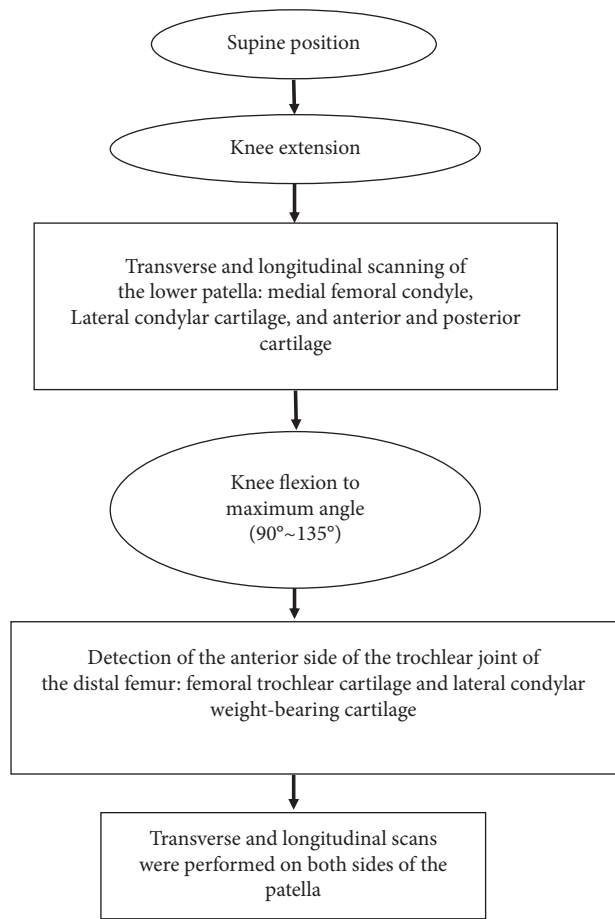 Supine position
Knee extension
Transverse and longitudinal scanning of
the lower patella: medial femoral condyle,
Lateral condylar cartilage, and anterior and posterior
cartilage
Knee flexion to
maximum angle
(90°~135°)
Detection of the anterior side of the trochlear joint of
the distal femur: femoral trochlear cartilage and lateral condylar
weight-bearing cartilage
Transverse and longitudinal scans
were performed on both sides of the
patella